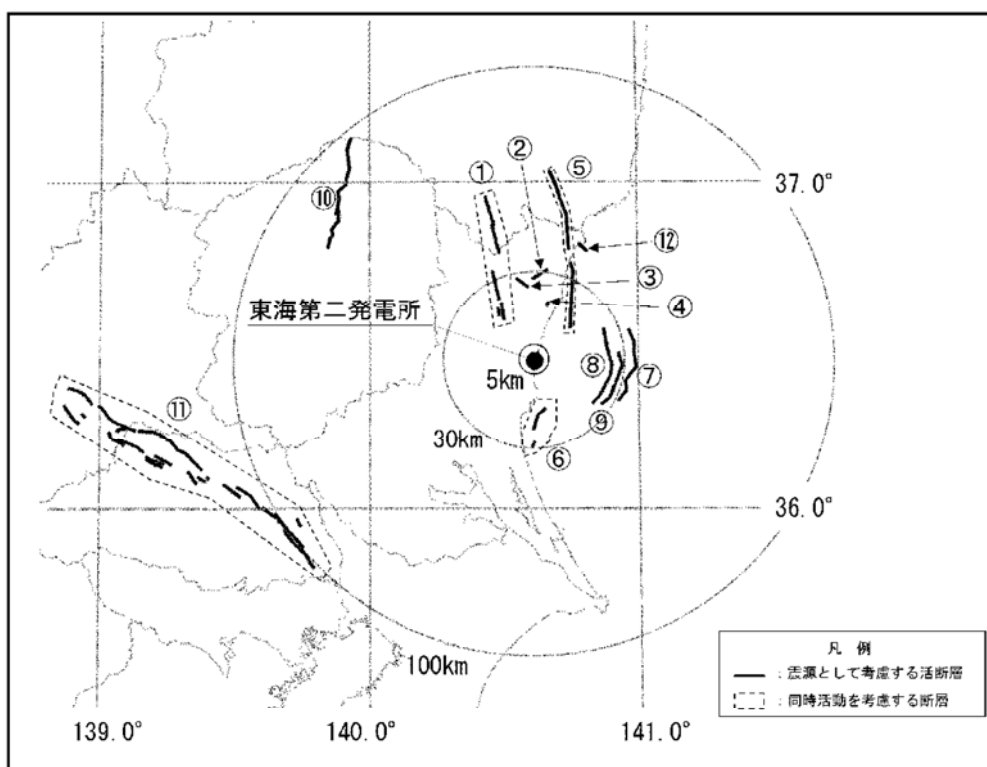 ②
⑤
①
37.0°
⑩
⑫
③
東海第二発電所
④
⑧
⑦
5km
⑪
⑨
30km
⑥
36.0°
凡 例
:震源として考慮する活断層
100km
:同時活動を考慮する断層
139.0°
140.0°
141.0°